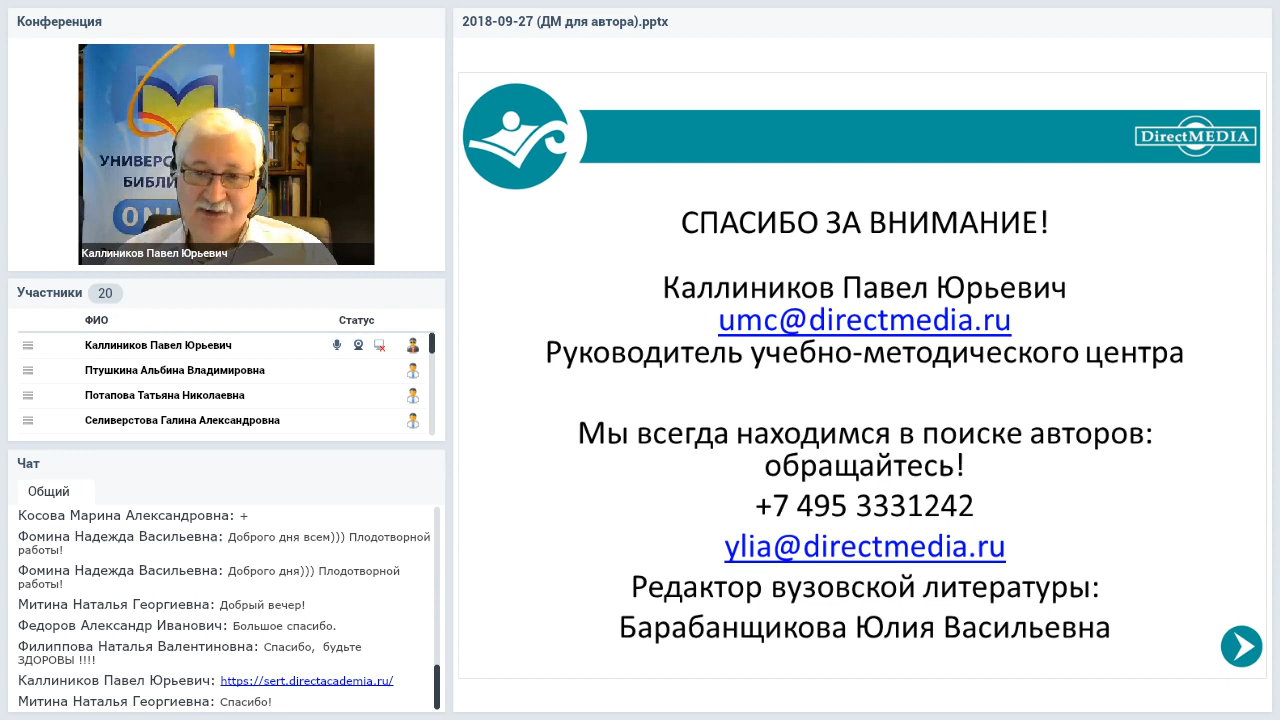 Конференция
УНИВЕРС
БИБЛИ
Каллиников Павел Юрьевич
Участники 20
ФИО Статус
Каллиников Павел Юрьевич
Птушкина Альбина Владимировна
Потапова Татьяна Николаевна
Селиверстова Галина Александровна
Чат
Общий
Косова Марина Александровна: +
Фомина Надежда Васильевна: Доброго дня всем))) Плодотворной
работы!
Фомина Надежда Васильевна: Доброго дня))) Плодотворной
работы!
Митина Наталья Георгиевна: Добрый вечер!
Федоров Александр Иванович: Большое спасибо.
Филиппова Наталья Валентиновна: Спасибо, будьте
ЗДОРОВЫ !!!!
Каллиников Павел Юрьевич: https://sert.directacademia.ru/
Митина Наталья Георгиевна: Спасибо!
2018-09-27 (ДМ для автора).pptx
DirectMEDIA
СПАСИБО ЗА ВНИМАНИЕ!
Каллиников Павел Юрьевич
umc@directmedia.ru
Руководитель учебно-методического центра
Мы всегда находимся в поиске авторов:
обращайтесь!
+7 495 3331242
ylia@directmedia.ru
Редактор вузовской литературы:
Барабанщикова Юлия Васильевна